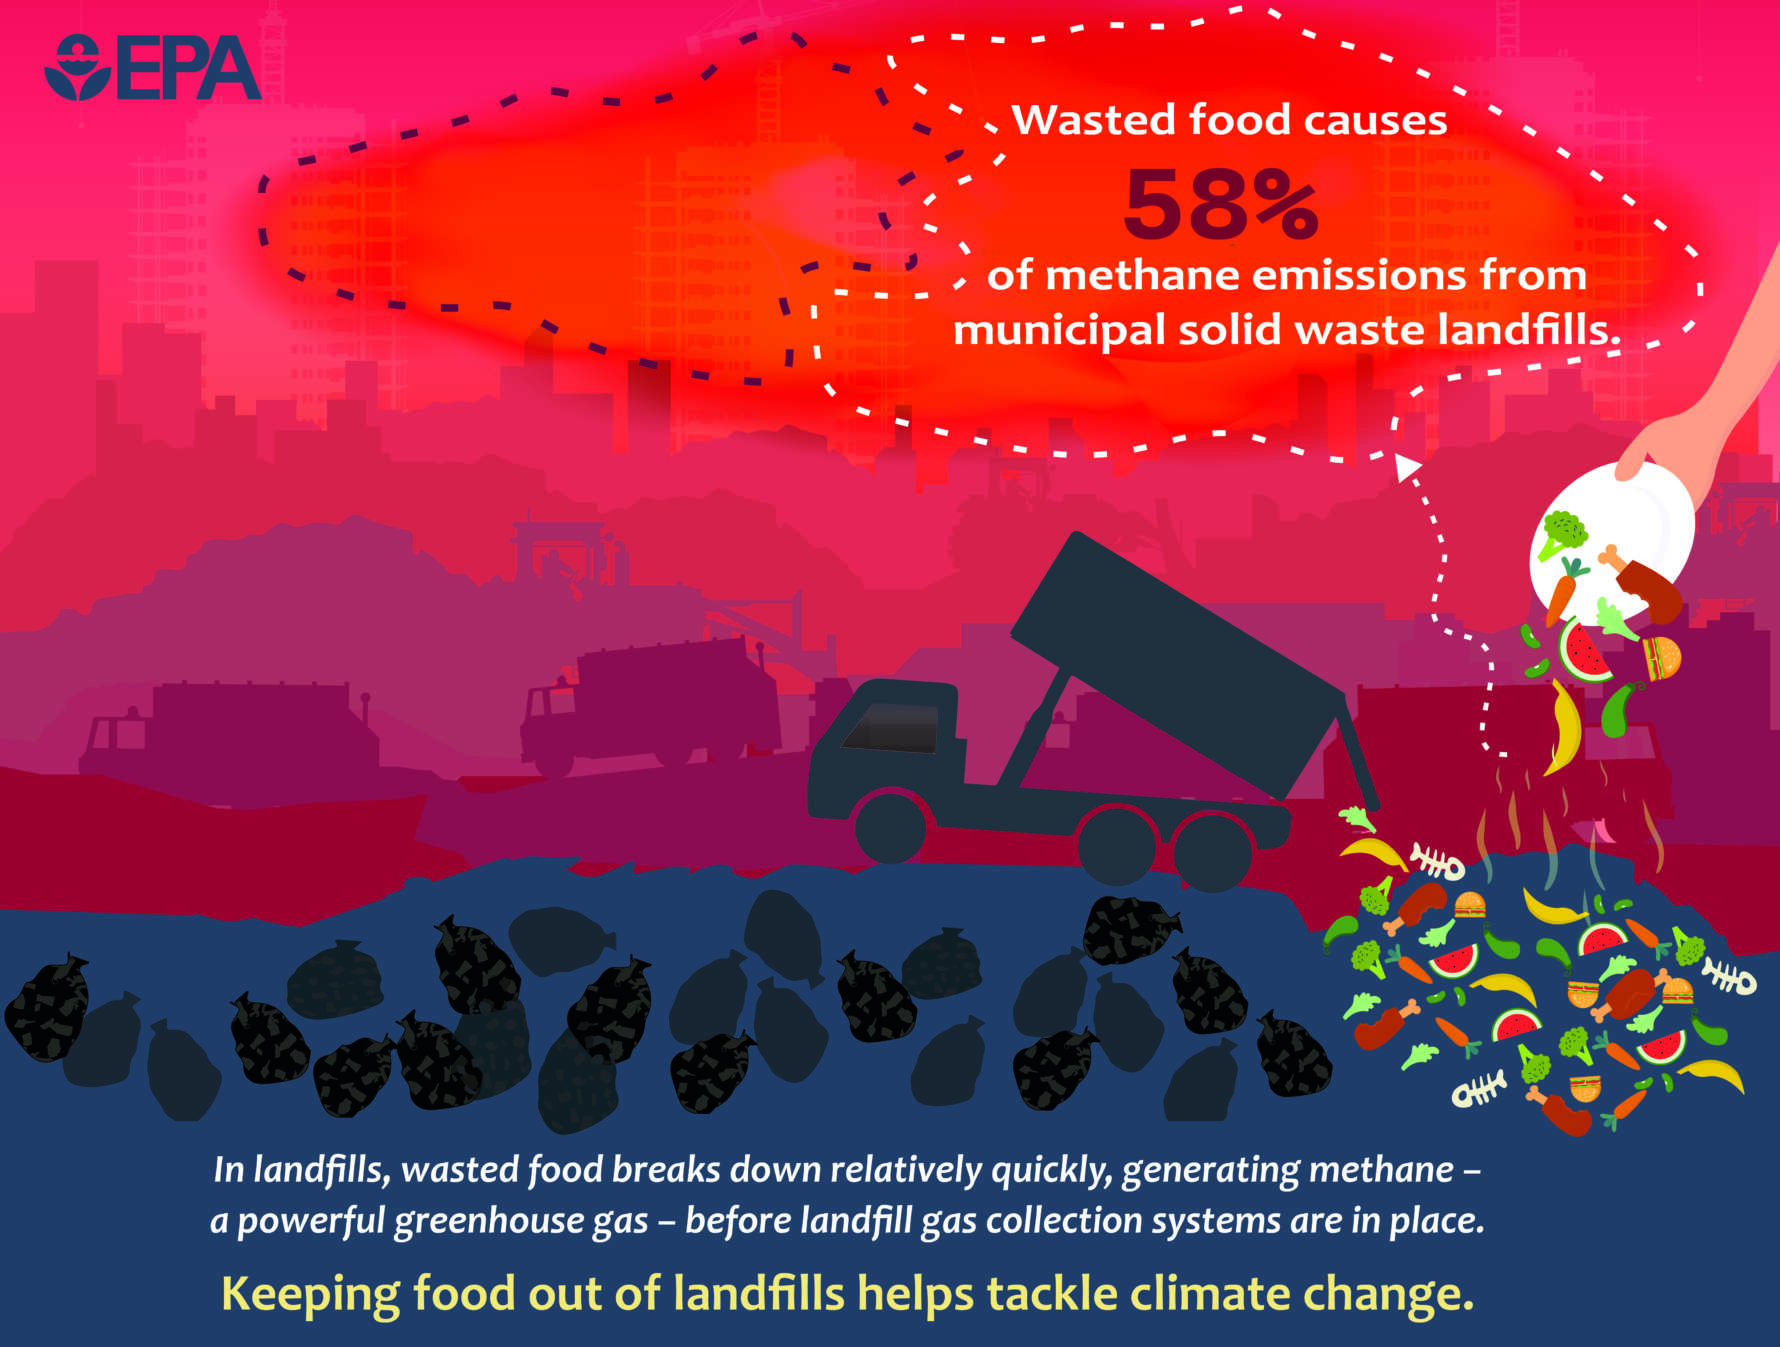 EPA
Wasted food causes
58%
of methane emissions from
municipal solid waste landfills.
In landfills, wasted food breaks down relatively quickly, generating methane –
a powerful greenhouse gas – before landfill gas collection systems are in place.
Keeping food out of landfills helps tackle climate change.